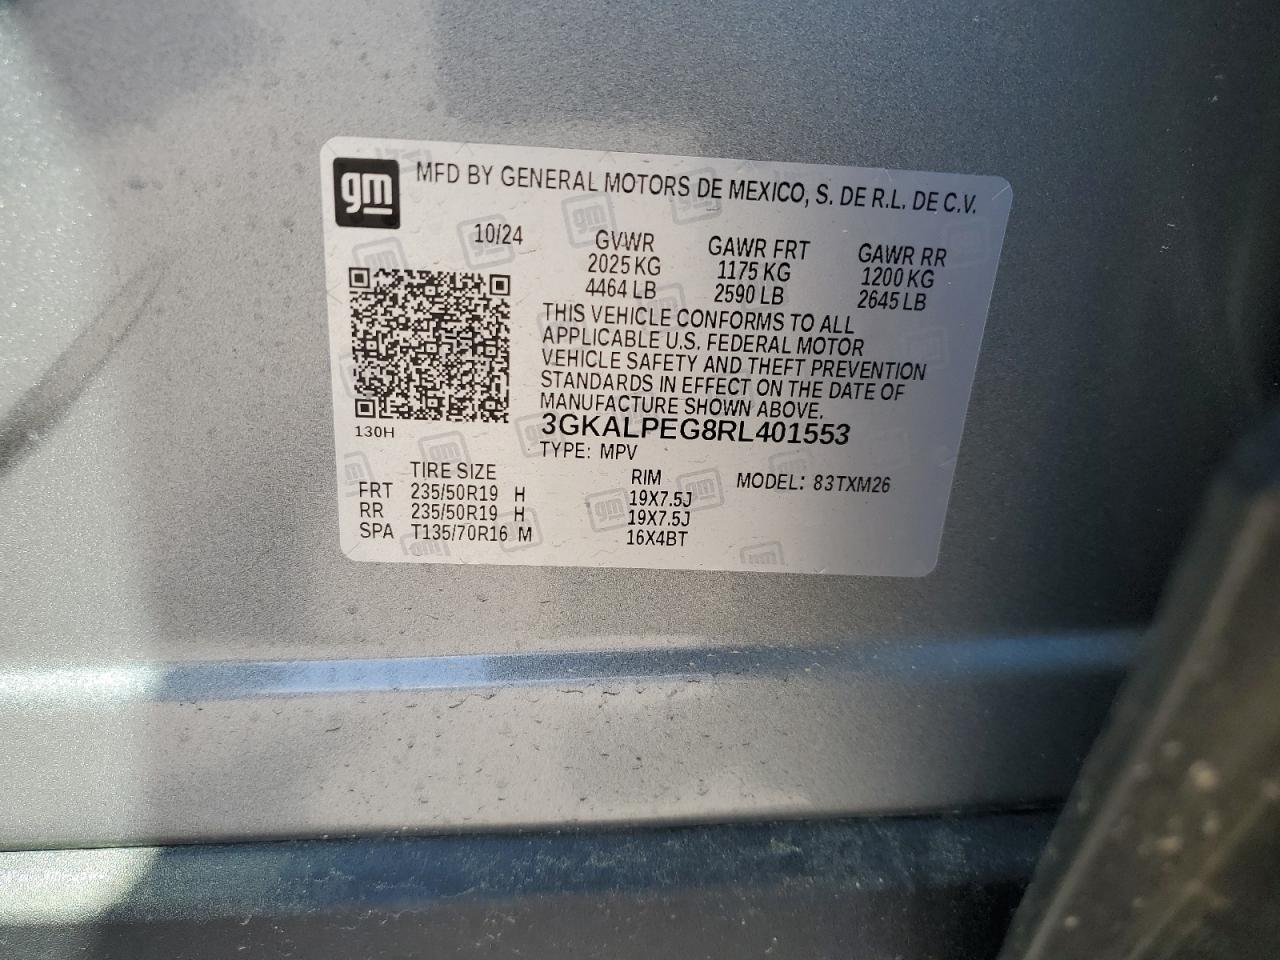 gm
MFD BY GENERAL MOTORS DE MEXICO, S. DE R.L. DE C.V.
10/24 GVWR GAWR FRT GAWR RR
2025 KG 1175 KG 1200 KG
4464 LB 2590 LB 2645 LB
THIS VEHICLE CONFORMS TO ALL
APPLICABLE U.S. FEDERAL MOTOR
VEHICLE SAFETY AND THEFT PREVENTION
STANDARDS IN EFFECT ON THE DATE OF
MANUFACTURE SHOWN ABOVE.
130H
3GKALPEG8RL401553
TYPE: MPV
TIRE SIZE RIM MODEL: 83TXM26
FRT 235/50R19 H 19X7.5J
RR 235/50R19 H 19X7.5J
SPA T135/70R16 M 16X4BT